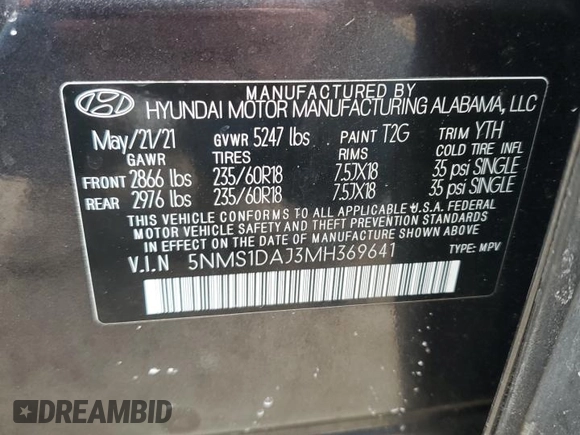 MANUFACTURED BY
HYUNDAI MOTOR MANUFACTURING ALABAMA, LLC
May/21/21 GVWR 5247 lbs PAINT T2G TRIM YTH
GAWR TIRES RIMS COLD TIRE INFL
FRONT 2866 lbs 235/60R18 7.5JX18 35 psi SINGLE
REAR 2976 lbs 235/60R18 7.5JX18 35 psi SINGLE
THIS VEHICLE CONFORMS TO ALL APPLICABLE U.S.A. FEDERAL
MOTOR VEHICLE SAFETY AND THEFT PREVENTION STANDARDS
IN EFFECT ON THE DATE OF MANUFACTURE SHOWN ABOVE.
V.I.N 5NMS1DAJ3MH369641 TYPE: MPV
DREAMBID